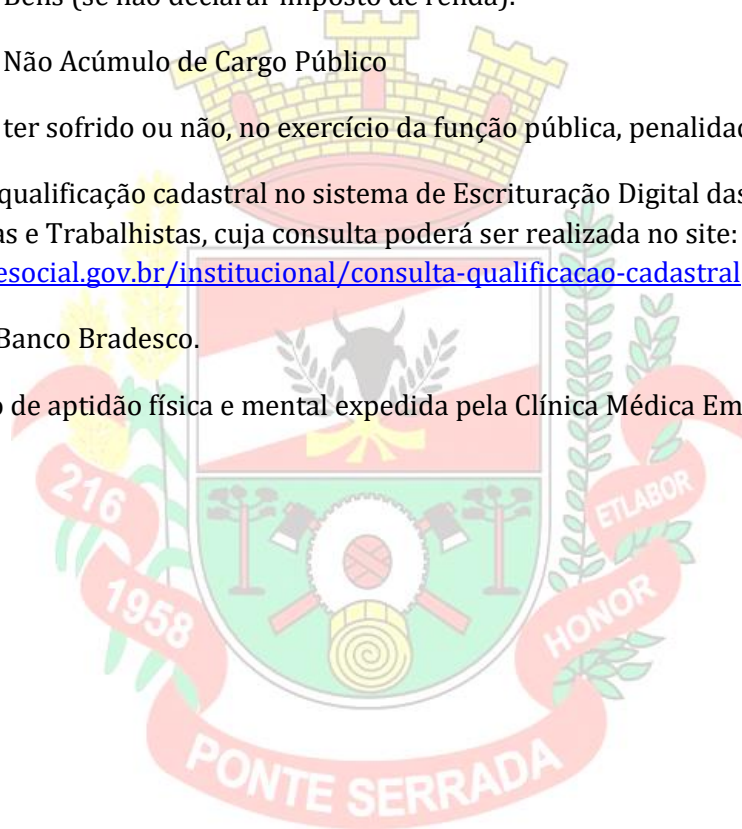 Bens (se não declarar imposto de renda).
Não Acúmulo de Cargo Público
ter sofrido ou não, no exercício da função pública, penalidad
qualificação cadastral no sistema de Escrituração Digital das
as e Trabalhistas, cuja consulta poderá ser realizada no site:
esocial.gov.br/institucional/consulta-qualificacao-cadastral
Banco Bradesco.
o de aptidão física e mental expedida pela Clínica Médica Em
216
1958
ETLABOR
HONOR
PONTE SERRADA